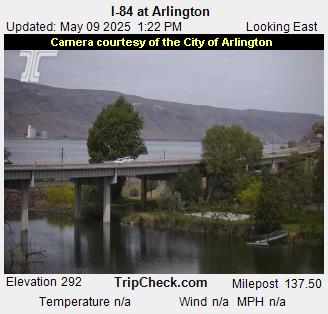 I-84 at Arlington
Updated: May 09 2025 1:22 PM Looking East
Camera courtesy of the City of Arlington
Elevation 292 TripCheck.com Milepost 137.50
Temperature n/a Wind n/a MPH n/a